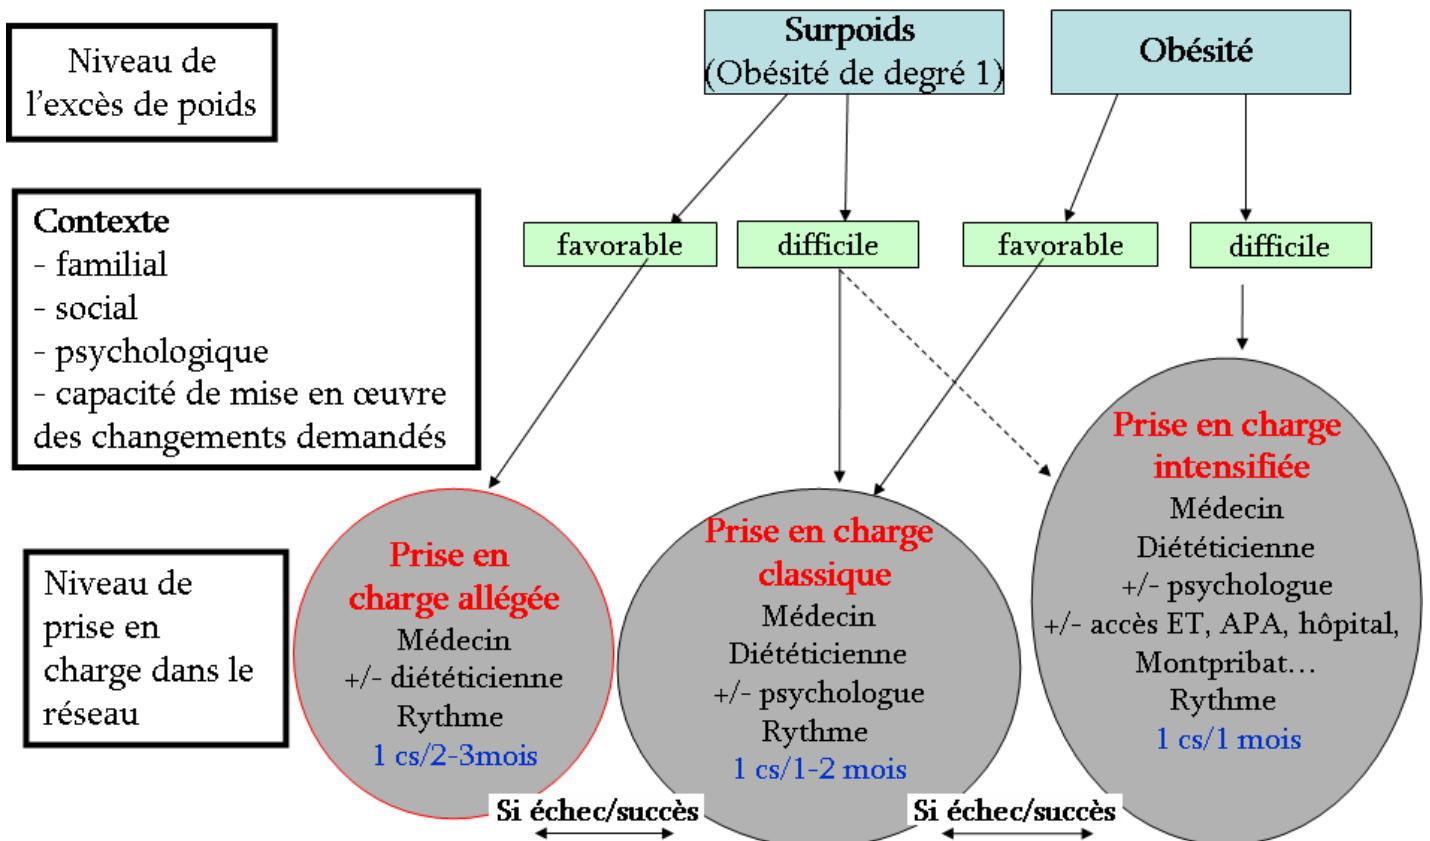 Niveau de
l'excès de poids
Surpoids
(Obésité de degré 1)
Obésité
Contexte
- familial
- social
- psychologique
- capacité de mise en œuvre
des changements demandés
favorable
difficile
favorable
difficile
Niveau de
prise en
charge dans le
réseau
Prise en
charge allégée
Médecin
+/- diététicienne
Rythme
1 cs/2-3mois
Prise en charge
classique
Médecin
Diététicienne
+/- psychologue
Rythme
1 cs/1-2 mois
Prise en charge
intensifiée
Médecin
Diététicienne
+/- psychologue
+/- accès ET, APA, hôpital,
Montpribat…
Rythme
1 cs/1 mois
Si échec/succès
Si échec/succès